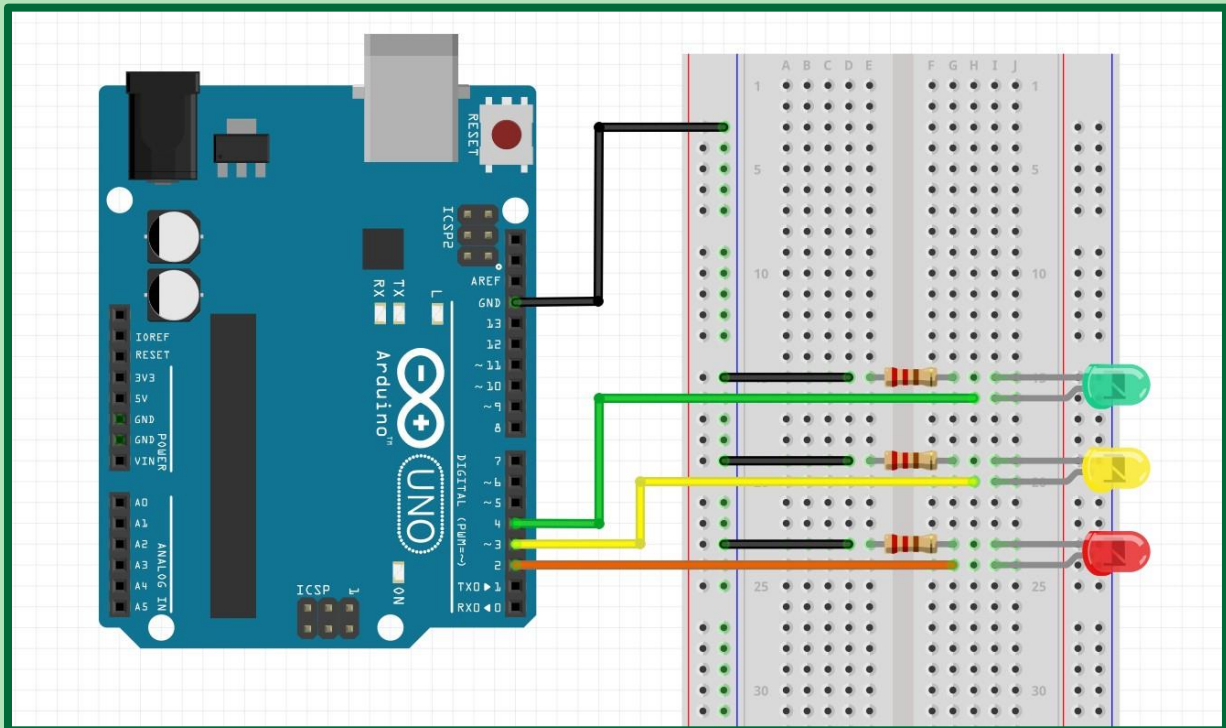 RESET
ICSP2
AREF
GND
13
12
~11
~10
~9
8
7
~6
~5
4
~3
2
TX0▶1
RX0◀0
DIGITAL (PWM=~)
RX
TX
L
Arduino™
UNO
ON
ICSP
1
IOREF
RESET
3V3
5V
GND
GND
VIN
POWER
A0
A1
A2
A3
A4
A5
ANALOG IN
A B C D E F G H I J
1 1
5 5
10 10
25 25
30 30